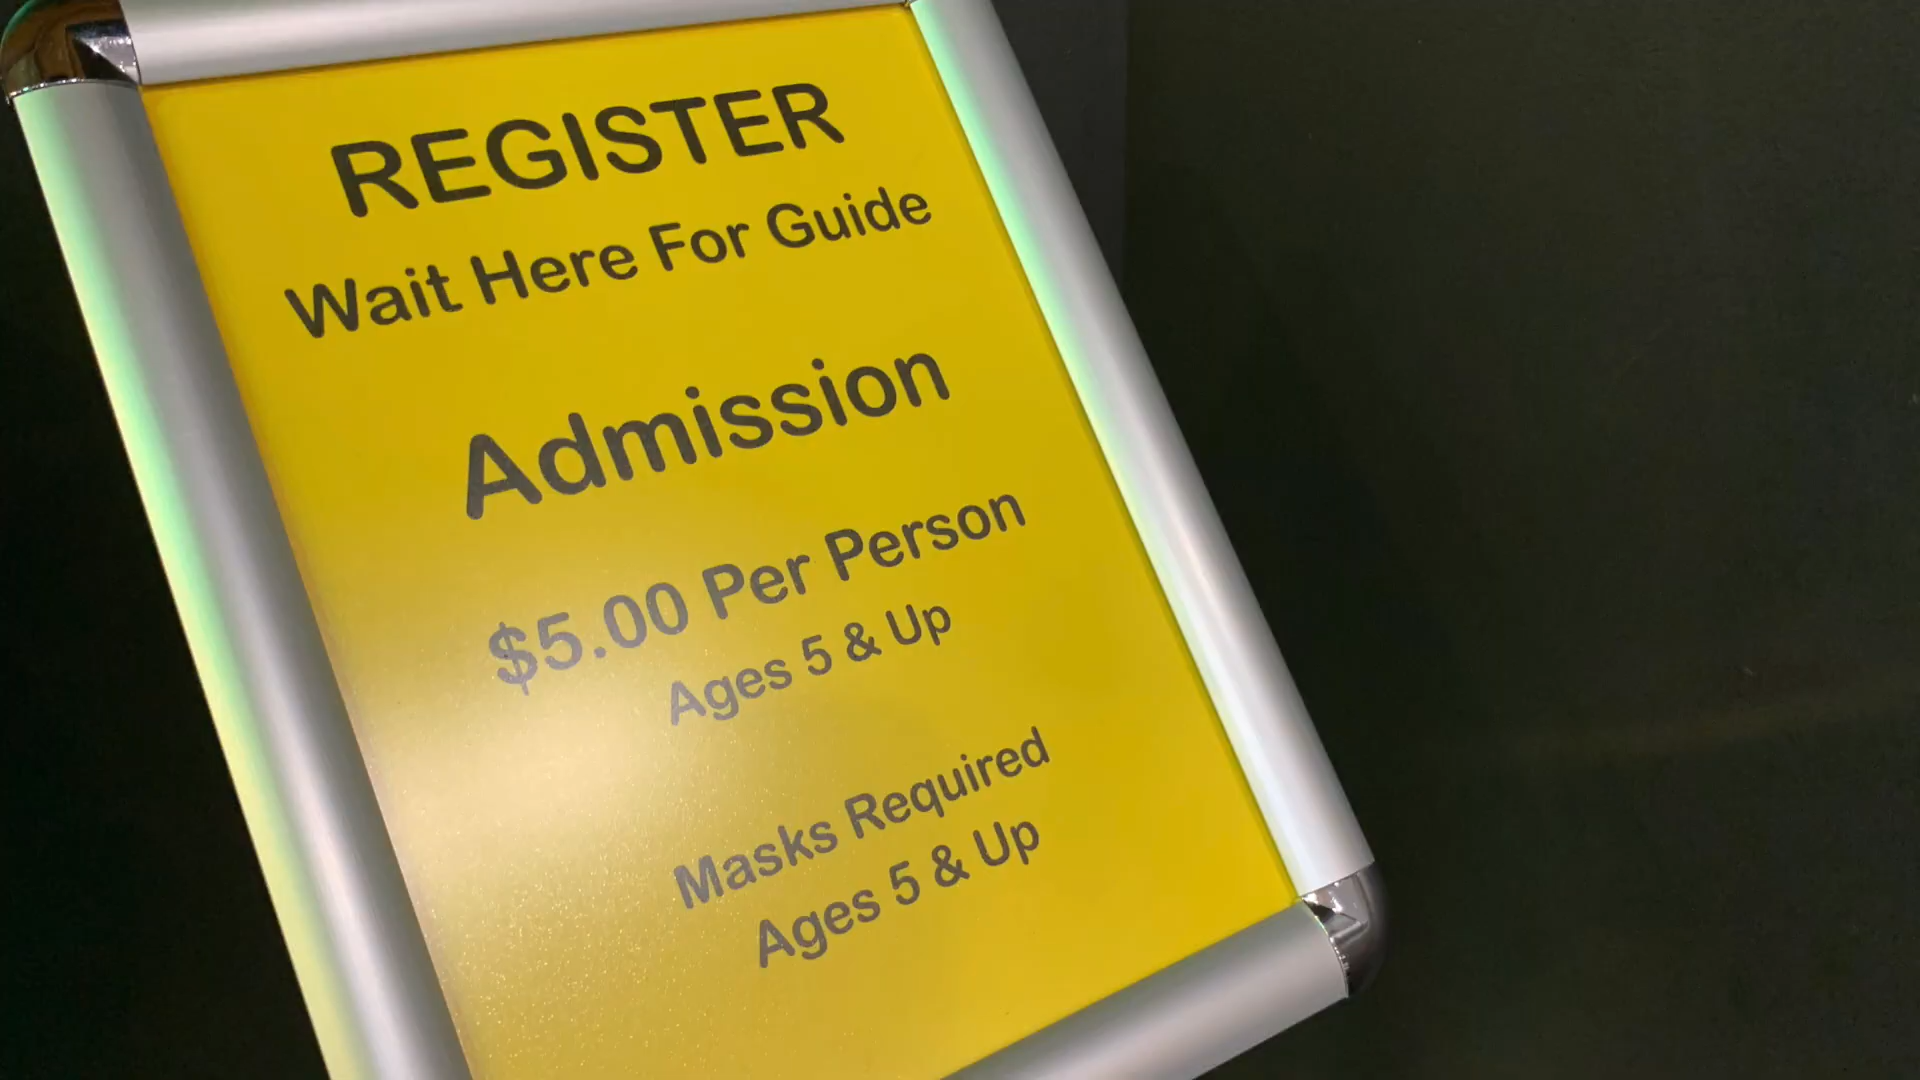 REGISTER
Wait Here For Guide
Admission
$5.00 Per Person
Ages 5 & Up
Masks Required
Ages 5 & Up